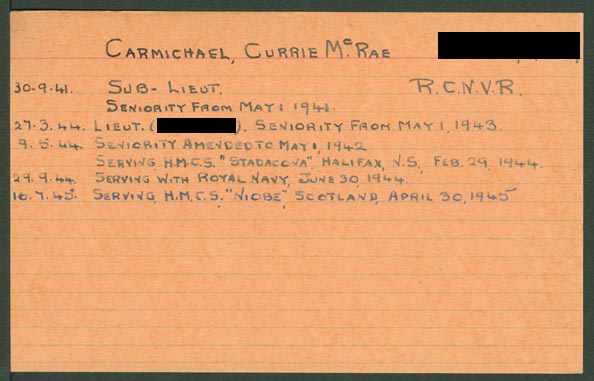 CARMICHAEL, CURRIE McRAE
30-9-41. SUB-LIEUT. R.C.N.V.R.
SENIORITY FROM MAY 1 1941.
27-3.44. LIEUT. ( ). SENIORITY FROM MAY 1, 1943.
9.5.44. SENIORITY AMENDED TO MAY 1, 1942
SERVING H.M.C.S. "STADACONA", HALIFAX, N.S., FEB. 29, 1944.
29.9.44. SERVING WITH ROYAL NAVY, JUNE 30, 1944.
10.7.45. SERVING H.M.C.S. "NIOBE", SCOTLAND, APRIL 30, 1945